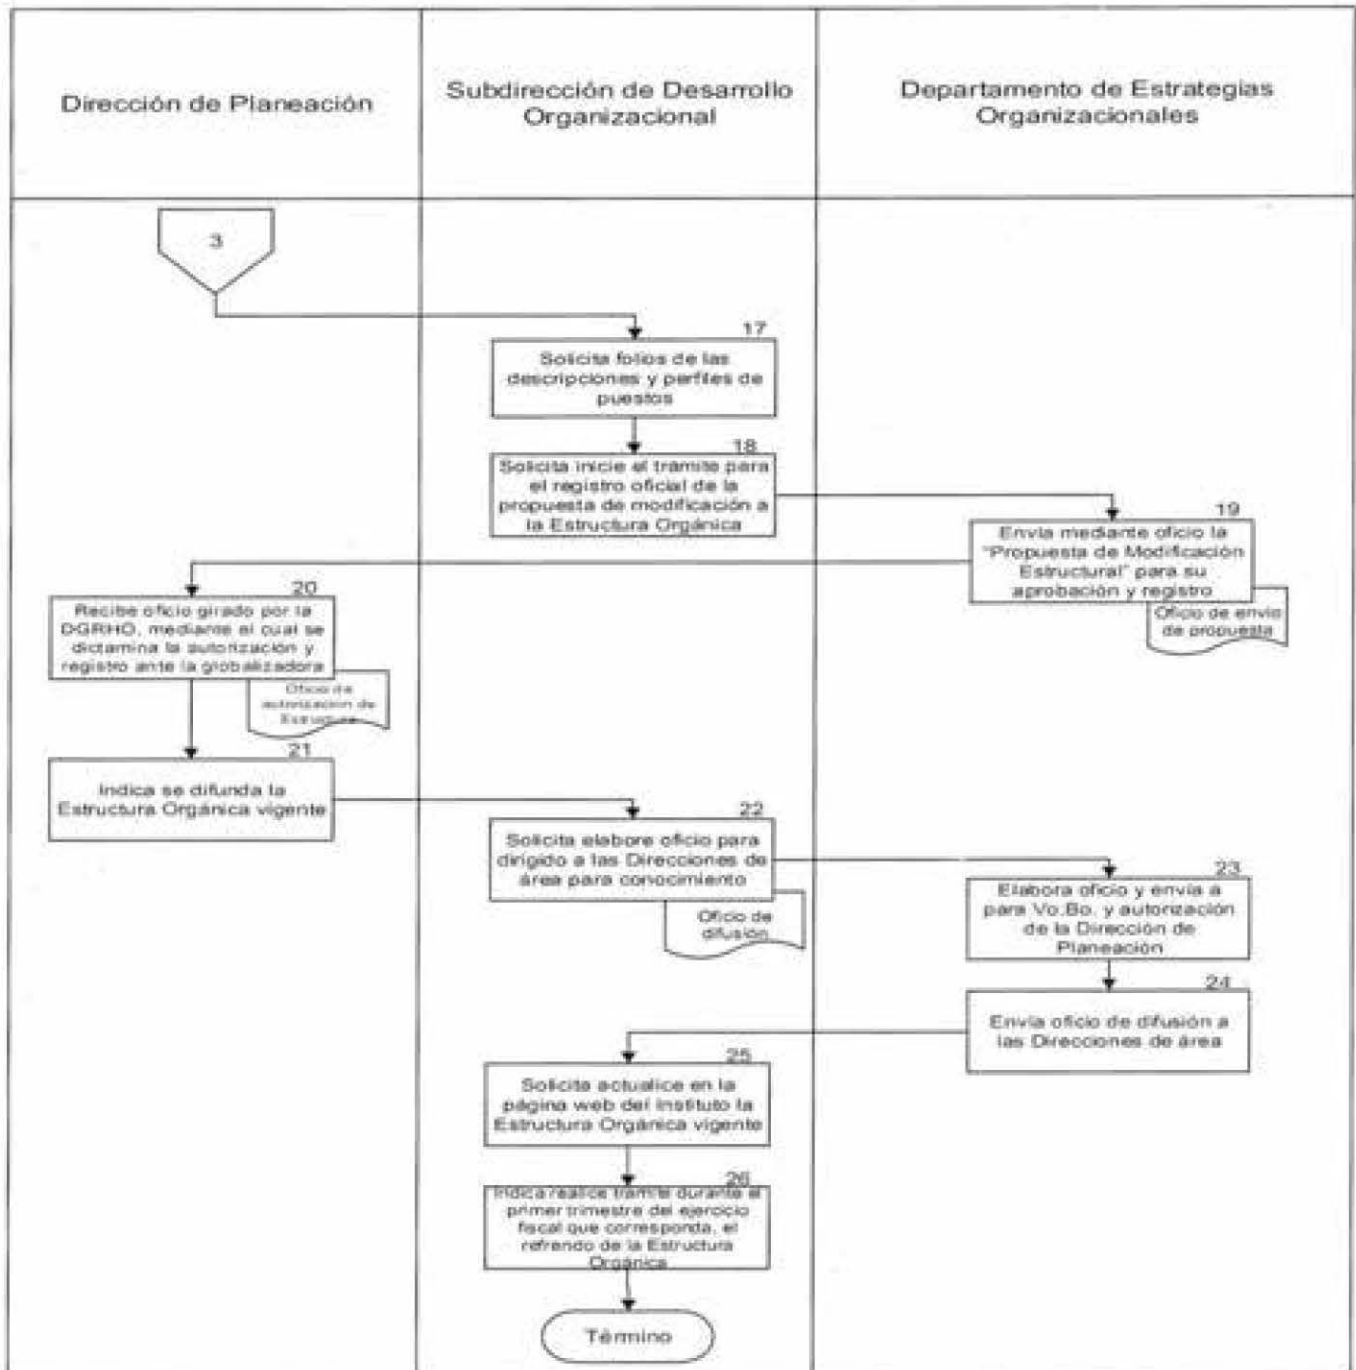 Dirección de Planeación
Subdirección de Desarrollo
Organizacional
Departamento de Estrategias
Organizacionales
3
17
Solicita folios de las
descripciones y perfiles de
puestos
18
Solicita inicie el trámite para
el registro oficial de la
propuesta de modificación a
la Estructura Orgánica
19
Envía mediante oficio la
"Propuesta de Modificación
Estructural" para su
aprobación y registro
Oficio de envío
de propuesta
20
Recibe oficio girado por la
DGRHO, mediante el cual se
dictamina la autorización y
registro ante la globalizadora
Oficio de
autorización de
Estructura
21
Indica se difunda la
Estructura Orgánica vigente
22
Solicita elabore oficio para
dirigido a las Direcciones de
área para conocimiento
Oficio de
difusión
23
Elabora oficio y envía a
para Vo.Bo. y autorización
de la Dirección de
Planeación
24
Envía oficio de difusión a
las Direcciones de área
25
Solicita actualice en la
página web del Instituto la
Estructura Orgánica vigente
26
Indica realice tramite durante el
primer trimestre del ejercicio
fiscal que corresponda, el
refrendo de la Estructura
Orgánica
Término